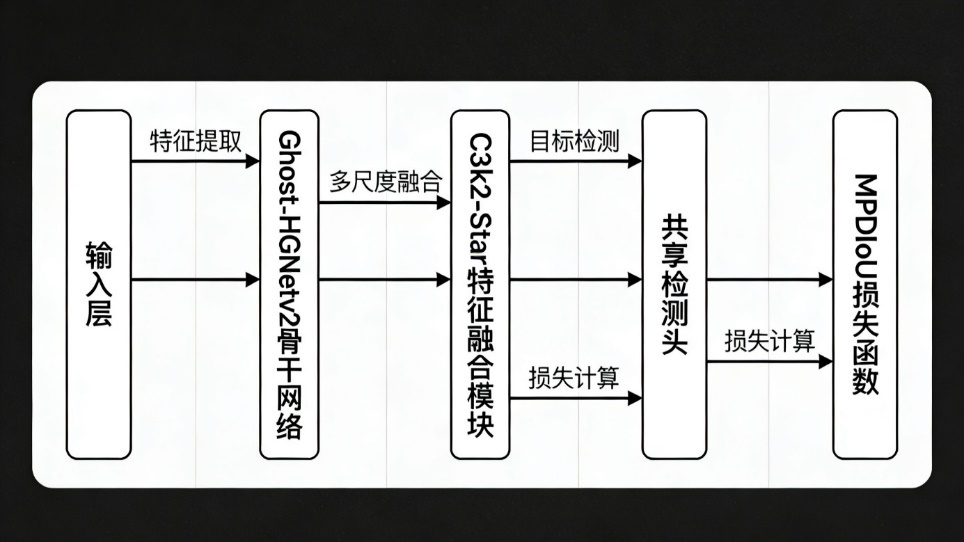 输入层
特征提取
Ghost-HGNetv2骨干网络
多尺度融合
C3k2-Star特征融合模块
目标检测
损失计算
共享检测头
损失计算
MPDIoU损失函数